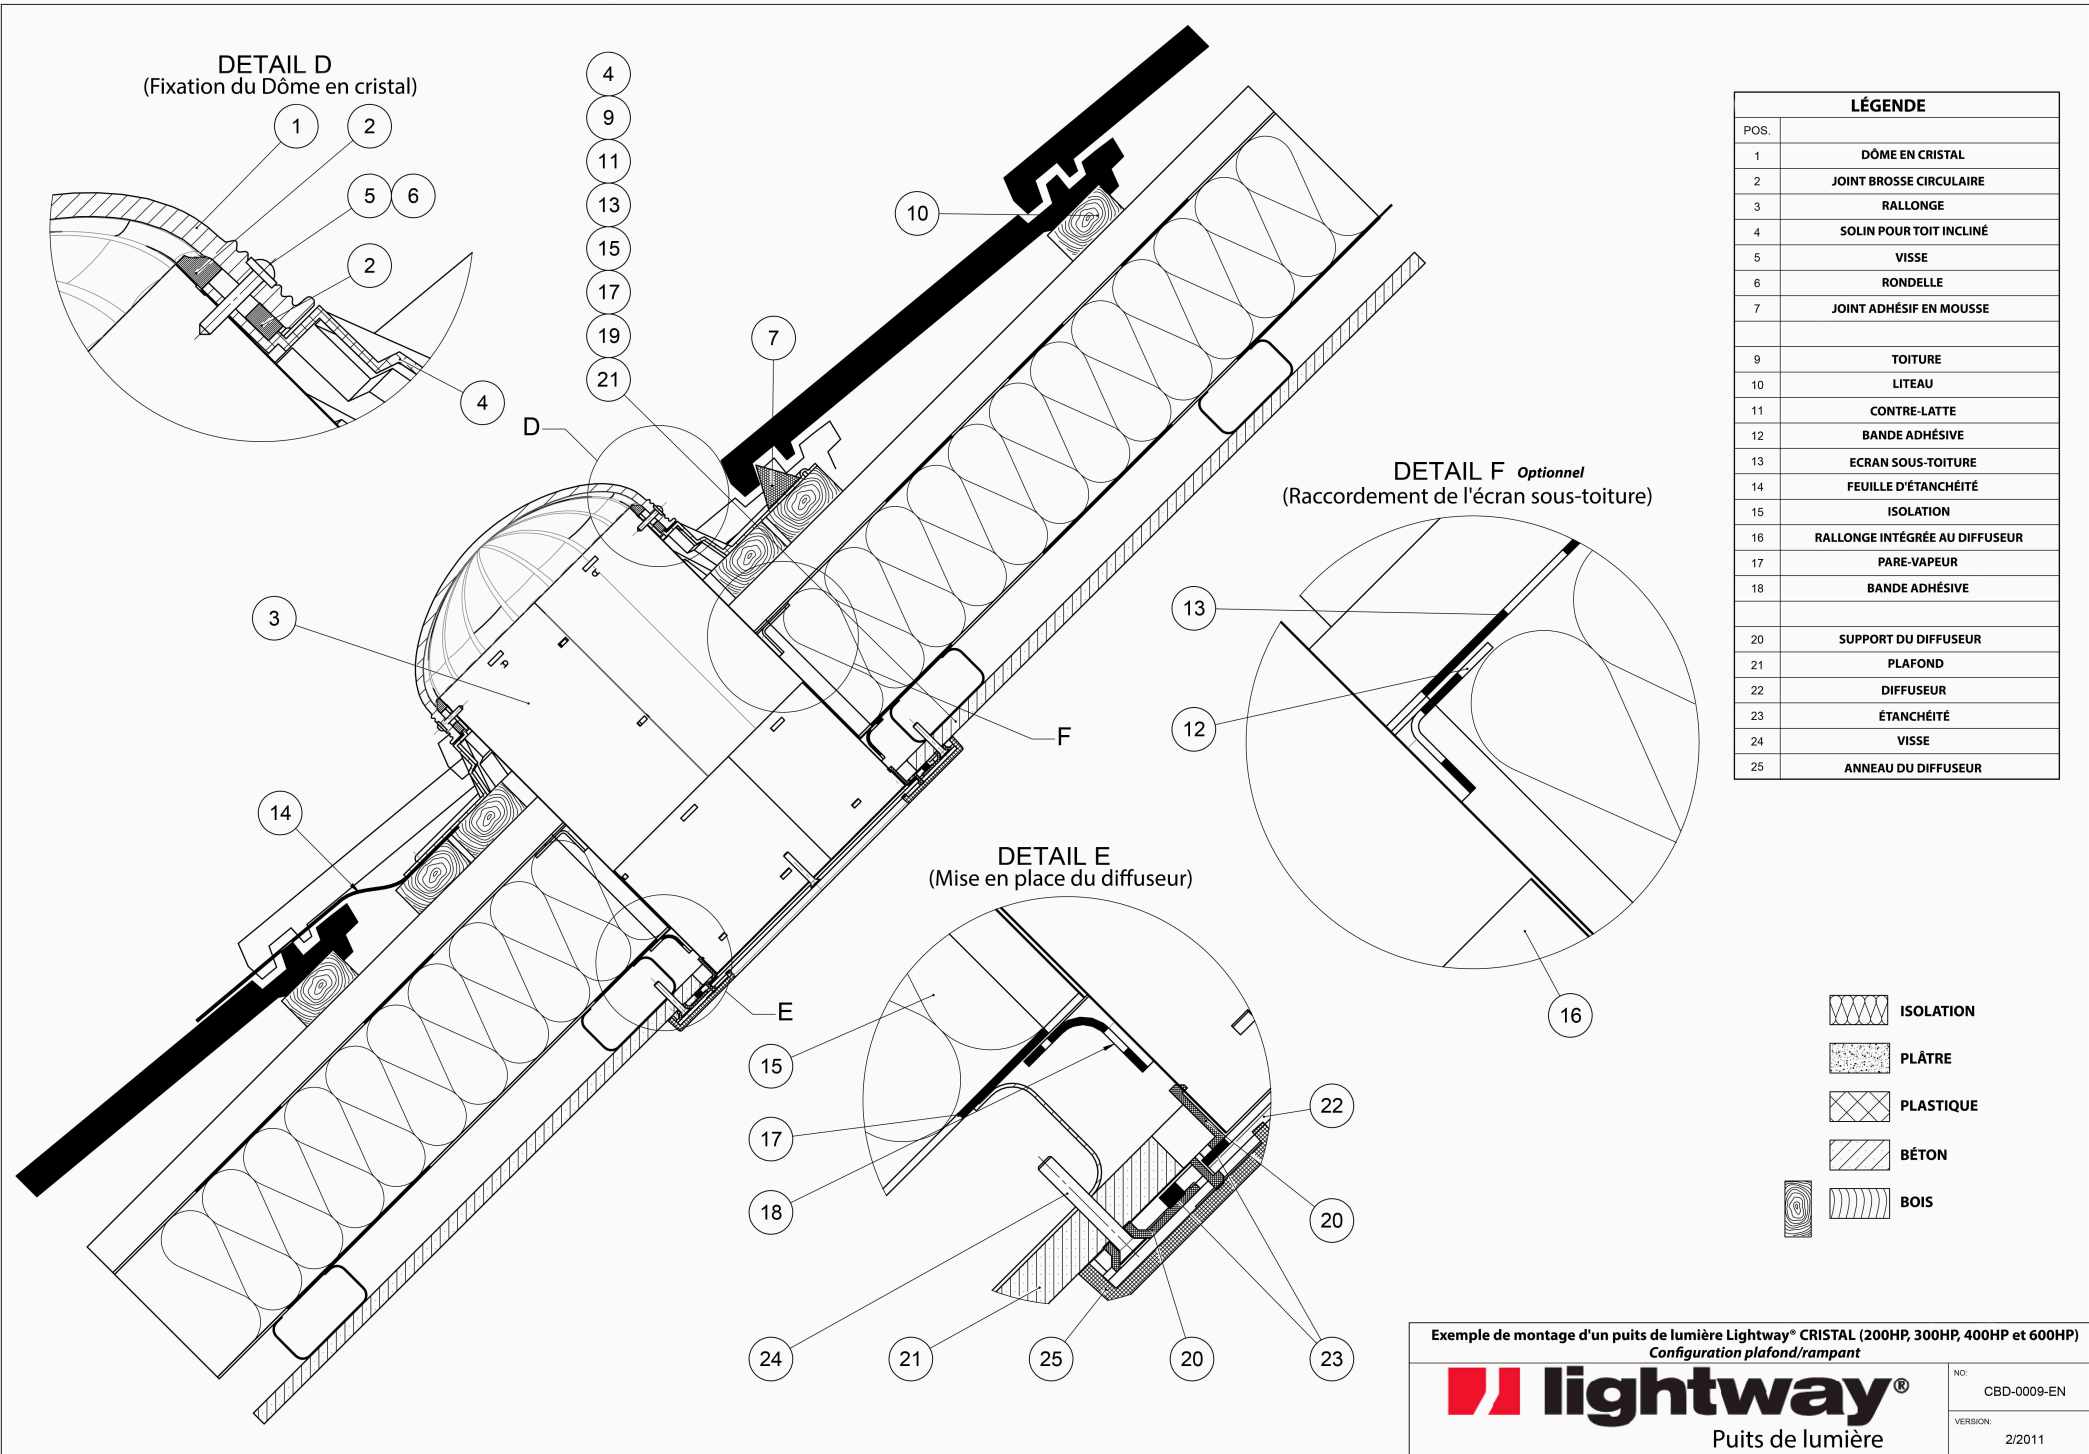 DETAIL D
(Fixation du Dôme en cristal)
1
2
5
6
2
4
4
9
11
13
15
17
19
21
10
7
D
3
14
F
E
DETAIL F Optionnel
(Raccordement de l'écran sous-toiture)
13
12
16
DETAIL E
(Mise en place du diffuseur)
15
17
18
24
21
25
20
23
20
22
LÉGENDE
POS.
1 DÔME EN CRISTAL
2 JOINT BROSSE CIRCULAIRE
3 RALLONGE
4 SOLIN POUR TOIT INCLINÉ
5 VISSE
6 RONDELLE
7 JOINT ADHÉSIF EN MOUSSE
9 TOITURE
10 LITEAU
11 CONTRE-LATTE
12 BANDE ADHÉSIVE
13 ECRAN SOUS-TOITURE
14 FEUILLE D'ÉTANCHÉITÉ
15 ISOLATION
16 RALLONGE INTÉGRÉE AU DIFFUSEUR
17 PARE-VAPEUR
18 BANDE ADHÉSIVE
20 SUPPORT DU DIFFUSEUR
21 PLAFOND
22 DIFFUSEUR
23 ÉTANCHÉITÉ
24 VISSE
25 ANNEAU DU DIFFUSEUR
ISOLATION
PLÂTRE
PLASTIQUE
BÉTON
BOIS
Exemple de montage d'un puits de lumière Lightway® CRISTAL (200HP, 300HP, 400HP et 600HP)
Configuration plafond/rampant
lightway®
Puits de lumière
NO:
CBD-0009-EN
VERSION:
2/2011